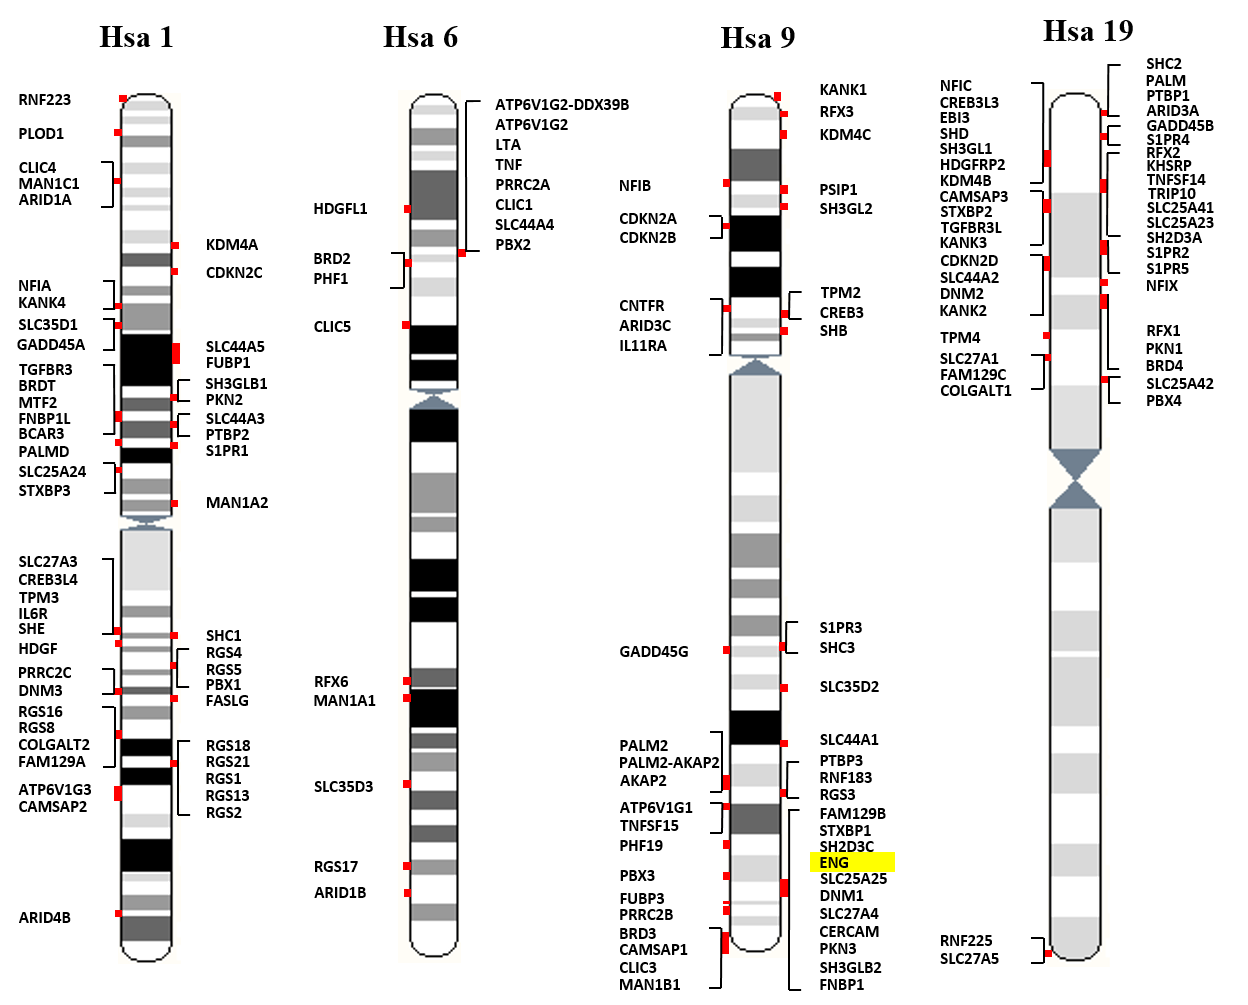 Hsa 1
RNF223
PLOD1
CLIC4
MAN1C1
ARID1A
NFIA
KANK4
SLC35D1
GADD45A
TGFBR3
BRDT
MTF2
FNBP1L
BCAR3
PALMD
SLC25A24
STXBP3
SLC27A3
CREB3L4
TPM3
IL6R
SHE
HDGF
PRRC2C
DNM3
RGS16
RGS8
COLGALT2
FAM129A
ATP6V1G3
CAMSAP2
ARID4B
KDM4A
CDKN2C
SLC44A5
FUBP1
SH3GLB1
PKN2
SLC44A3
PTBP2
S1PR1
MAN1A2
SHC1
RGS4
RGS5
PBX1
FASLG
RGS18
RGS21
RGS1
RGS13
RGS2
Hsa 6
HDGFL1
BRD2
PHF1
CLIC5
RFX6
MAN1A1
SLC35D3
RGS17
ARID1B
ATP6V1G2-DDX39B
ATP6V1G2
LTA
TNF
PRRC2A
CLIC1
SLC44A4
PBX2
Hsa 9
NFIB
CDKN2A
CDKN2B
CNTFR
ARID3C
IL11RA
GADD45G
PALM2
PALM2-AKAP2
AKAP2
ATP6V1G1
TNFSF15
PHF19
PBX3
FUBP3
PRRC2B
BRD3
CAMSAP1
CLIC3
MAN1B1
KANK1
RFX3
KDM4C
PSIP1
SH3GL2
TPM2
CREB3
SHB
S1PR3
SHC3
SLC35D2
SLC44A1
PTBP3
RNF183
RGS3
FAM129B
STXBP1
SH2D3C
ENG
SLC25A25
DNM1
SLC27A4
CERCAM
PKN3
SH3GLB2
FNBP1
Hsa 19
NFIC
CREB3L3
EBI3
SHD
SH3GL1
HDGFRP2
KDM4B
CAMSAP3
STXBP2
TGFBR3L
KANK3
CDKN2D
SLC44A2
DNM2
KANK2
TPM4
SLC27A1
FAM129C
COLGALT1
RNF225
SLC27A5
SHC2
PALM
PTBP1
ARID3A
GADD45B
S1PR4
RFX2
KHSRP
TNFSF14
TRIP10
SLC25A41
SLC25A23
SH2D3A
S1PR2
S1PR5
NFIX
RFX1
PKN1
BRD4
SLC25A42
PBX4